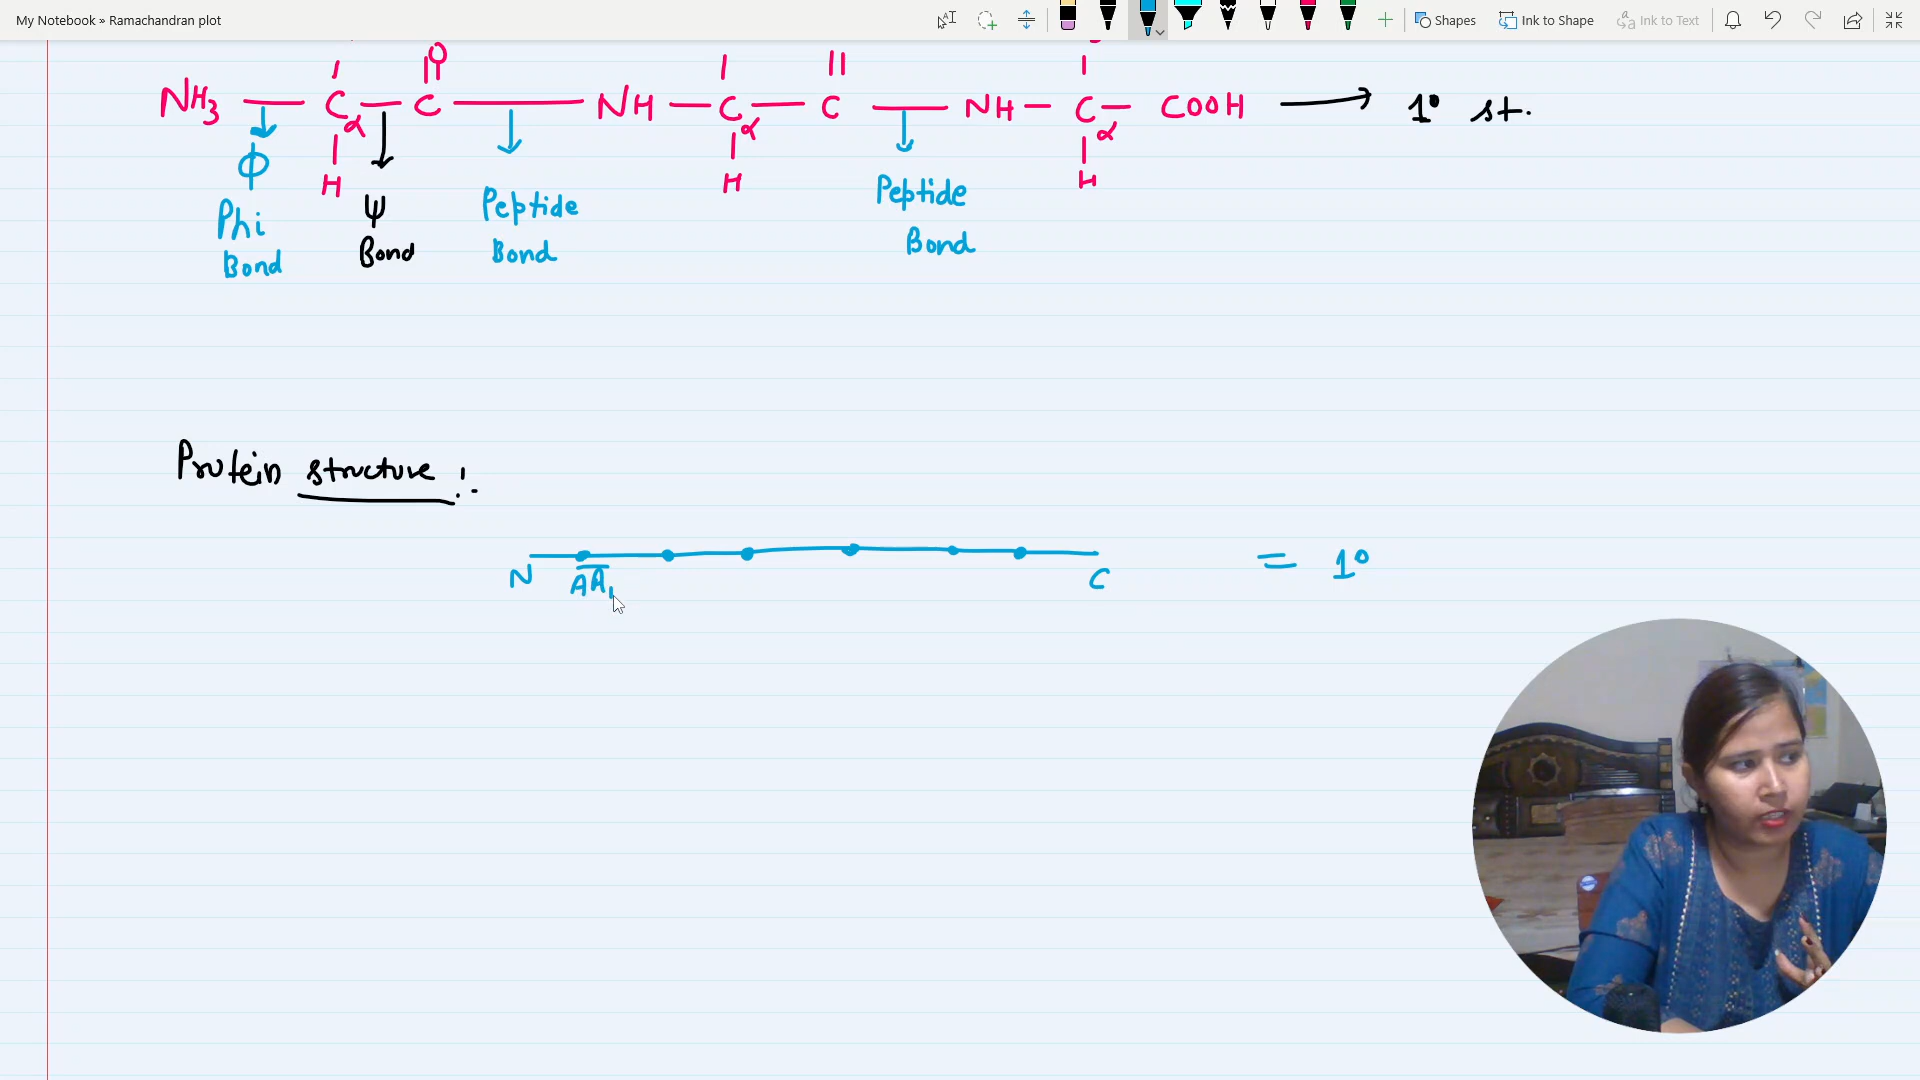 My Notebook » Ramachandran plot
Shapes Ink to Shape Ink to Text
O
NH3 C C NH C C NH C COOH 1° st.
α α α
H H H
ϕ Ψ Peptide Peptide
Phi Bond Bond Bond
Bond
Protein structure :-
N AA1 C = 1°